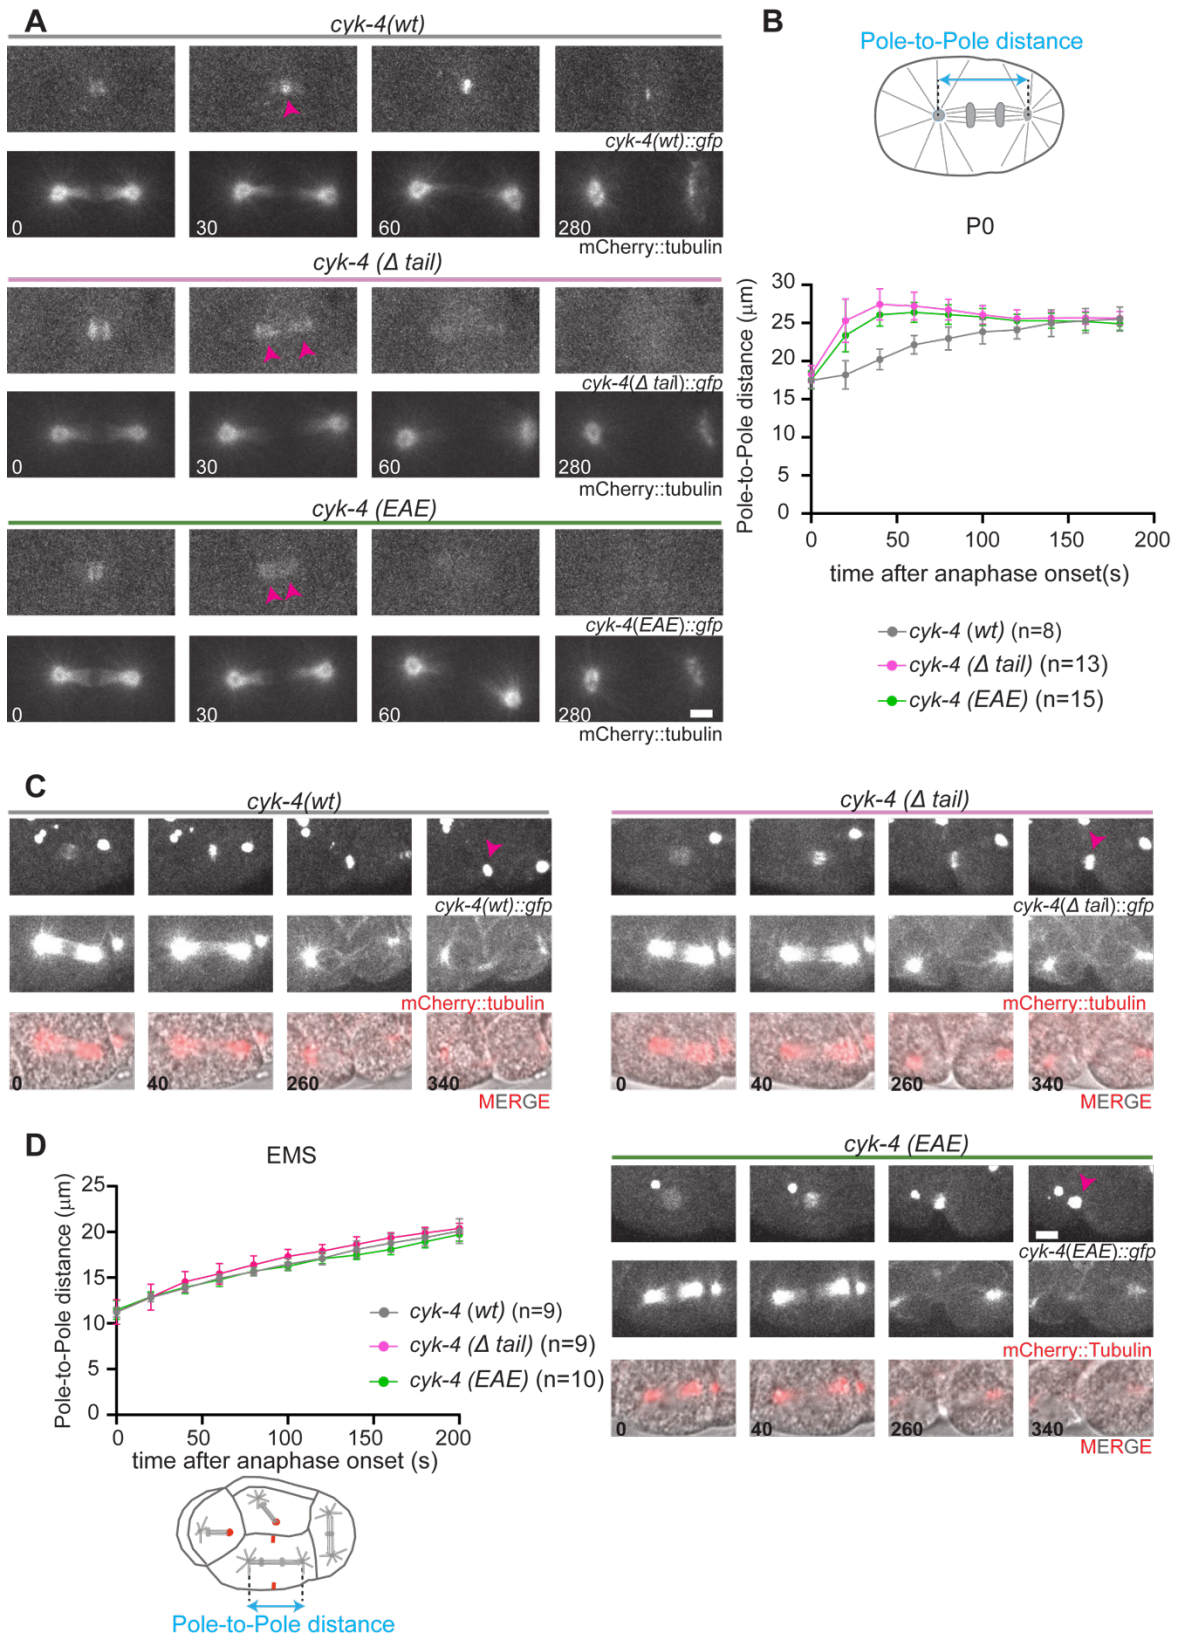 A
cyk-4(wt)
cyk-4(wt)::gfp
0
30
60
280
mCherry::tubulin
cyk-4 (Δ tail)
cyk-4(Δ tail)::gfp
0
30
60
280
mCherry::tubulin
cyk-4 (EAE)
cyk-4(EAE)::gfp
0
30
60
280
mCherry::tubulin
B
Pole-to-Pole distance
P0
Pole-to-Pole distance (μm)
30
25
20
15
10
5
0
0
50
100
150
200
time after anaphase onset(s)
cyk-4 (wt) (n=8)
cyk-4 (Δ tail) (n=13)
cyk-4 (EAE) (n=15)
C
cyk-4(wt)
cyk-4(wt)::gfp
mCherry::tubulin
0
40
260
340
MERGE
cyk-4 (Δ tail)
cyk-4(Δ tail)::gfp
mCherry::tubulin
0
40
260
340
MERGE
cyk-4 (EAE)
cyk-4(EAE)::gfp
mCherry::Tubulin
0
40
260
340
MERGE
D
EMS
Pole-to-Pole distance (μm)
25
20
15
10
5
0
0
50
100
150
200
time after anaphase onset (s)
cyk-4 (wt) (n=9)
cyk-4 (Δ tail) (n=9)
cyk-4 (EAE) (n=10)
Pole-to-Pole distance